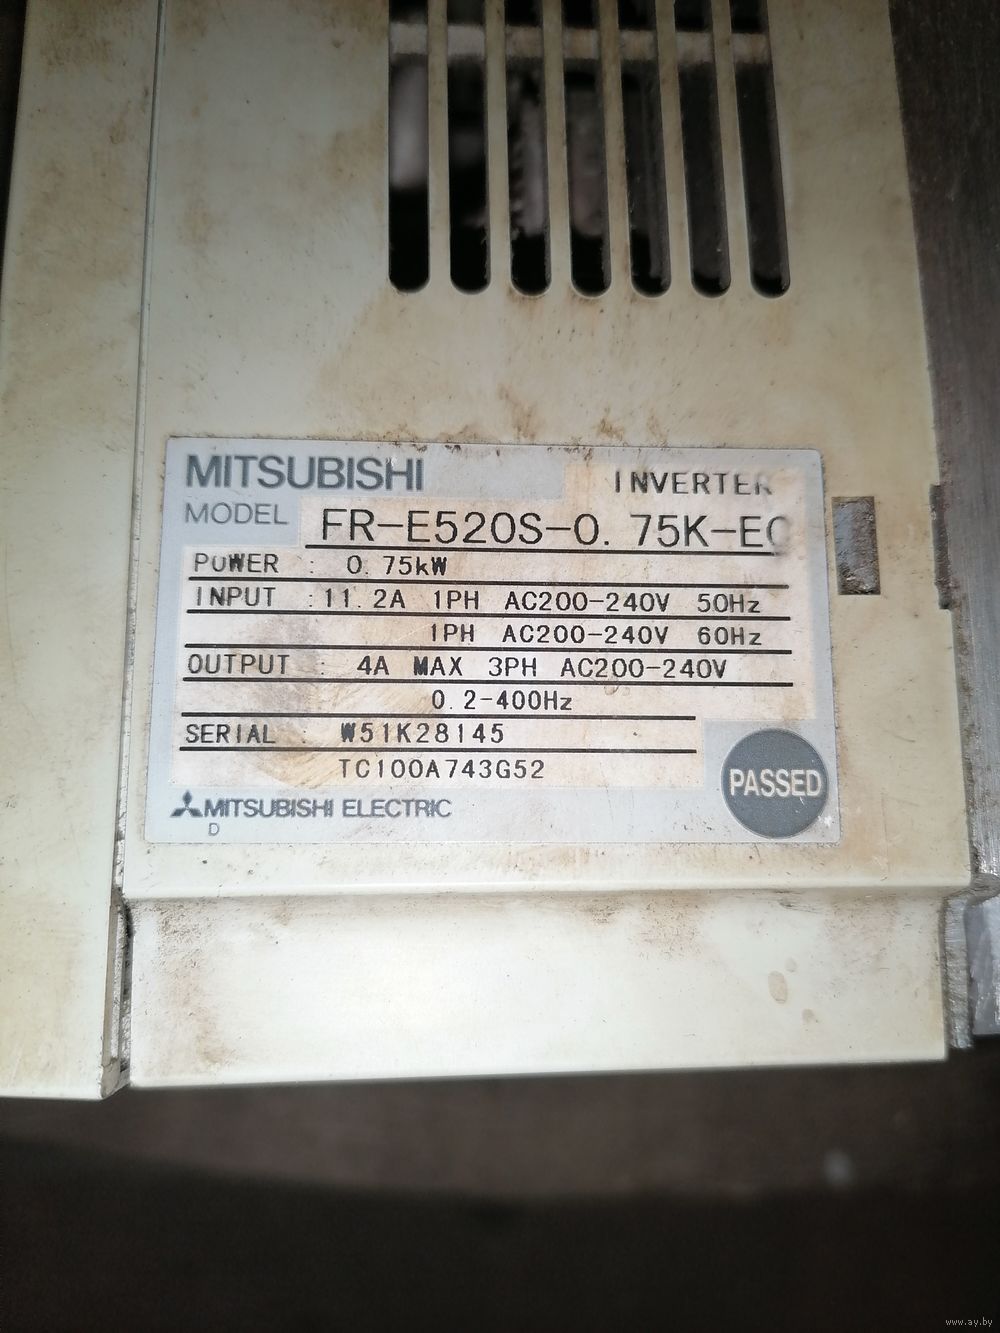 MITSUBISHI INVERTER
MODEL FR-E520S-0.75K-EC
POWER : 0.75kW
INPUT : 11.2A 1PH AC200-240V 50Hz
1PH AC200-240V 60Hz
OUTPUT : 4A MAX 3PH AC200-240V
0.2-400Hz
SERIAL : W51K28145
TC100A743G52
PASSED
MITSUBISHI ELECTRIC
D
www.ay.by